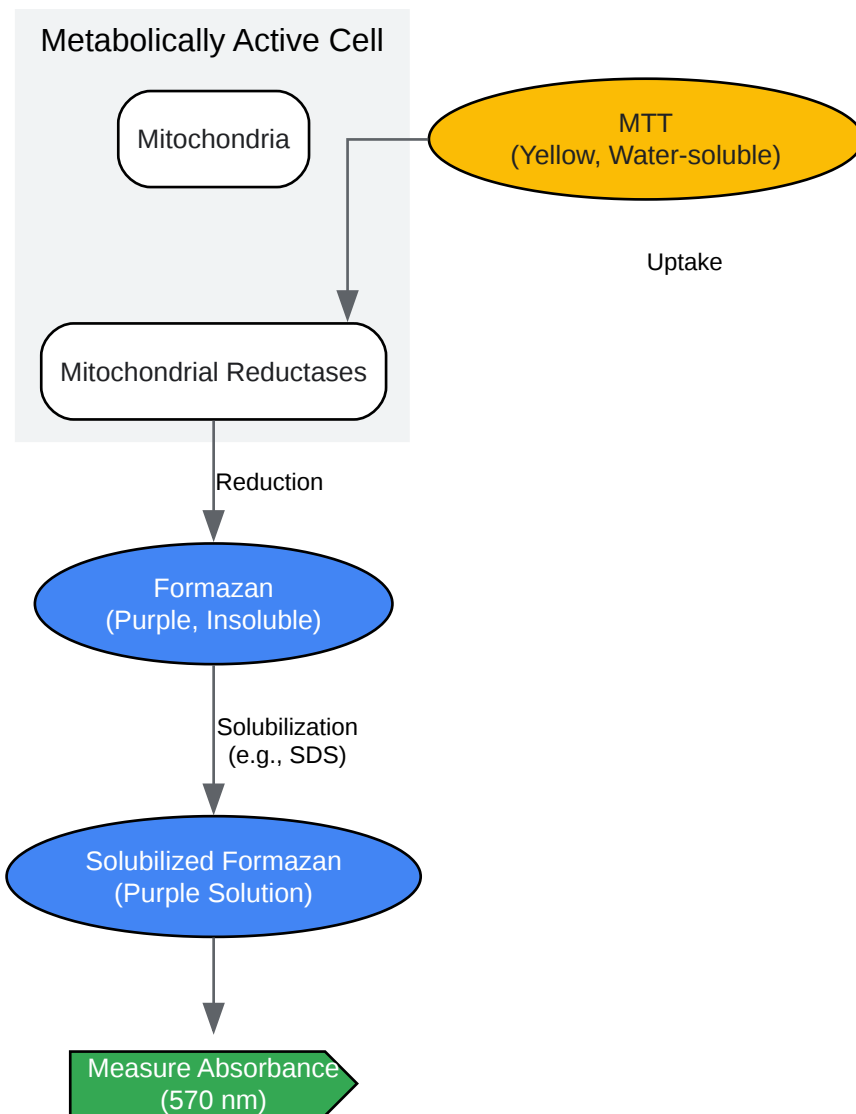 Metabolically Active Cell
Mitochondria
MTT
(Yellow, Water-soluble)
Uptake
Mitochondrial Reductases
Reduction
Formazan
(Purple, Insoluble)
Solubilization
(e.g., SDS)
Solubilized Formazan
(Purple Solution)
Measure Absorbance
(570 nm)